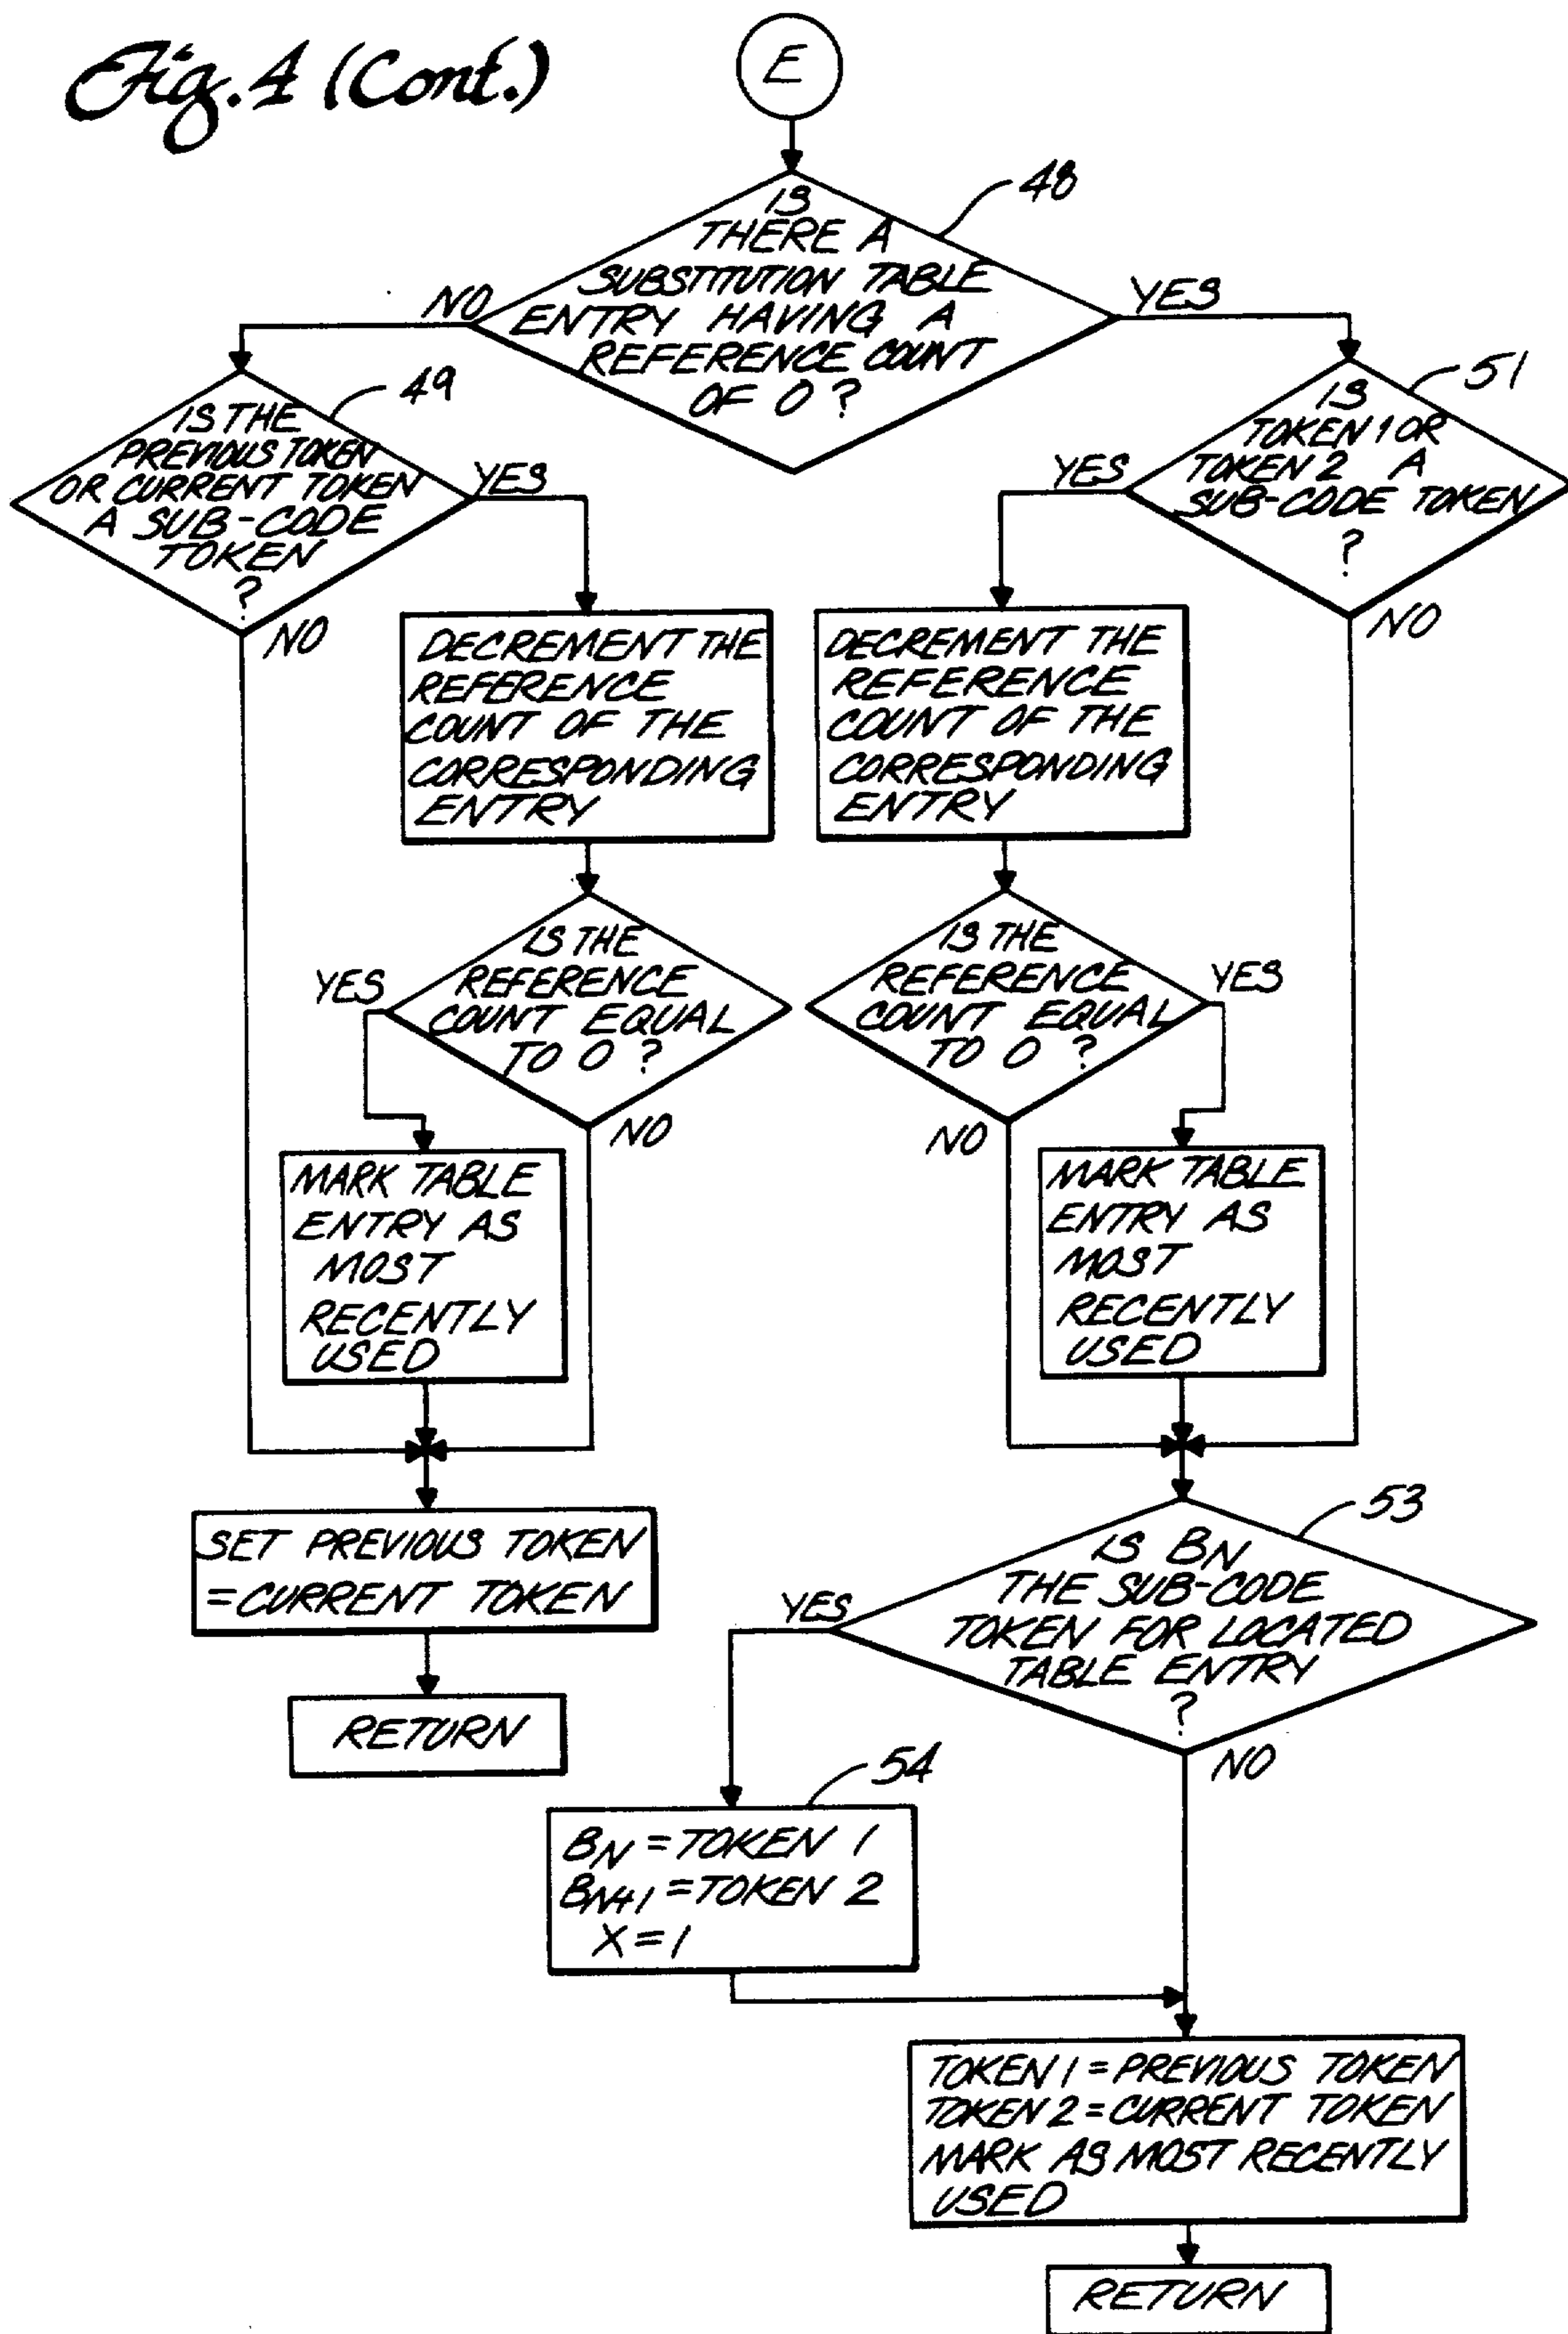 Fig. 4 (Cont.)
E
48
IS
THERE A
SUBSTITUTION TABLE
ENTRY HAVING A
REFERENCE COUNT
OF 0 ?
NO
YES
49
IS THE
PREVIOUS TOKEN
OR CURRENT TOKEN
A SUB-CODE
TOKEN
?
YES
NO
51
IS
TOKEN 1 OR
TOKEN 2 A
SUB-CODE TOKEN
?
YES
NO
DECREMENT THE
REFERENCE
COUNT OF THE
CORRESPONDING
ENTRY
DECREMENT THE
REFERENCE
COUNT OF THE
CORRESPONDING
ENTRY
IS THE
REFERENCE
COUNT EQUAL
TO 0 ?
YES
NO
IS THE
REFERENCE
COUNT EQUAL
TO 0 ?
YES
NO
MARK TABLE
ENTRY AS
MOST
RECENTLY
USED
MARK TABLE
ENTRY AS
MOST
RECENTLY
USED
SET PREVIOUS TOKEN
=CURRENT TOKEN
RETURN
53
IS BN
THE SUB-CODE
TOKEN FOR LOCATED
TABLE ENTRY
?
YES
NO
54
BN = TOKEN 1
BN+1 = TOKEN 2
X = 1
TOKEN 1 = PREVIOUS TOKEN
TOKEN 2 = CURRENT TOKEN
MARK AS MOST RECENTLY
USED
RETURN